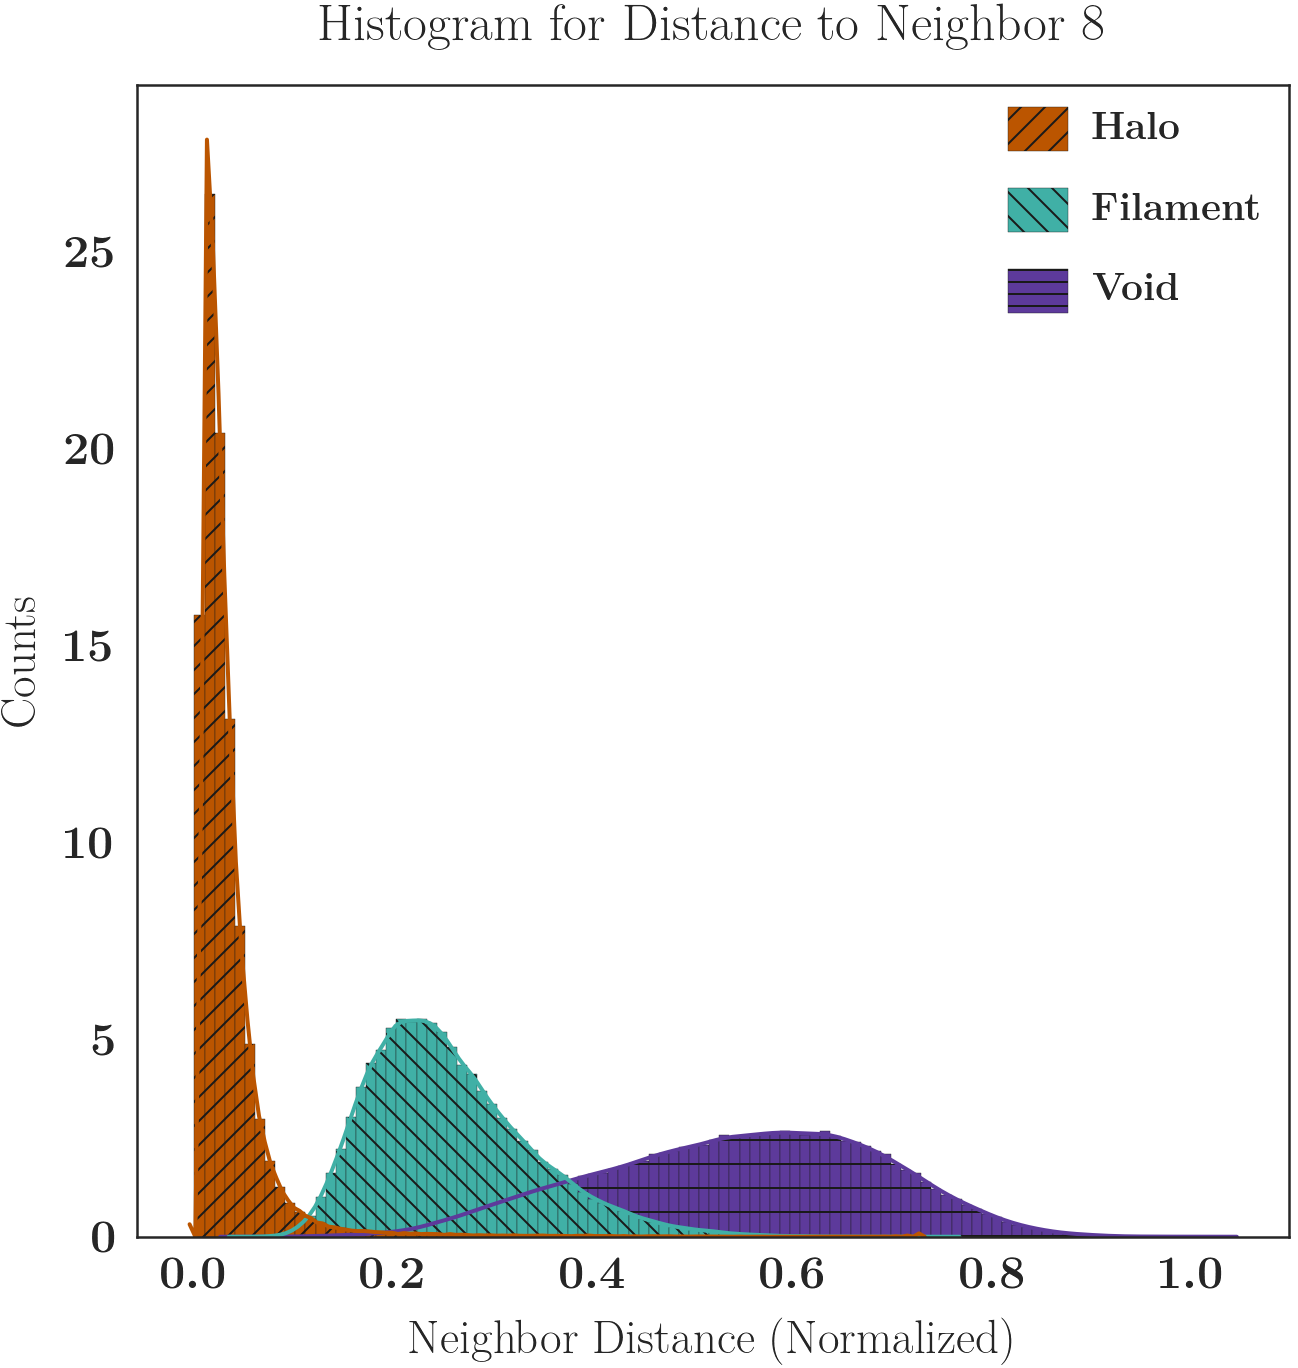 Histogram for Distance to Neighbor 8
Halo
Filament
Void
Counts
25
20
15
10
5
0
0.0 0.2 0.4 0.6 0.8 1.0
Neighbor Distance (Normalized)